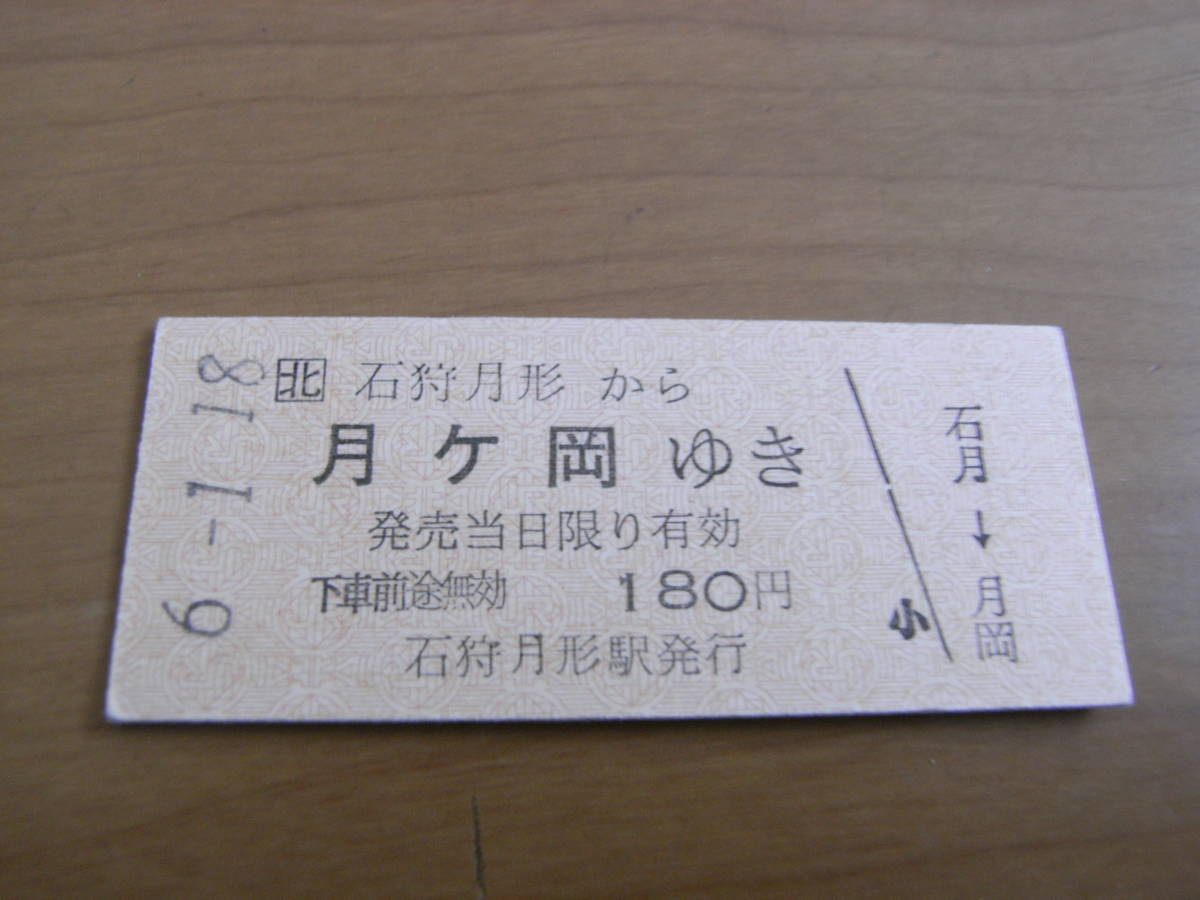 6-1-18
北 石狩月形 から
月ケ岡 ゆき
発売当日限り有効
下車前途無効 180円
石狩月形駅発行
小
石月
↓
月岡